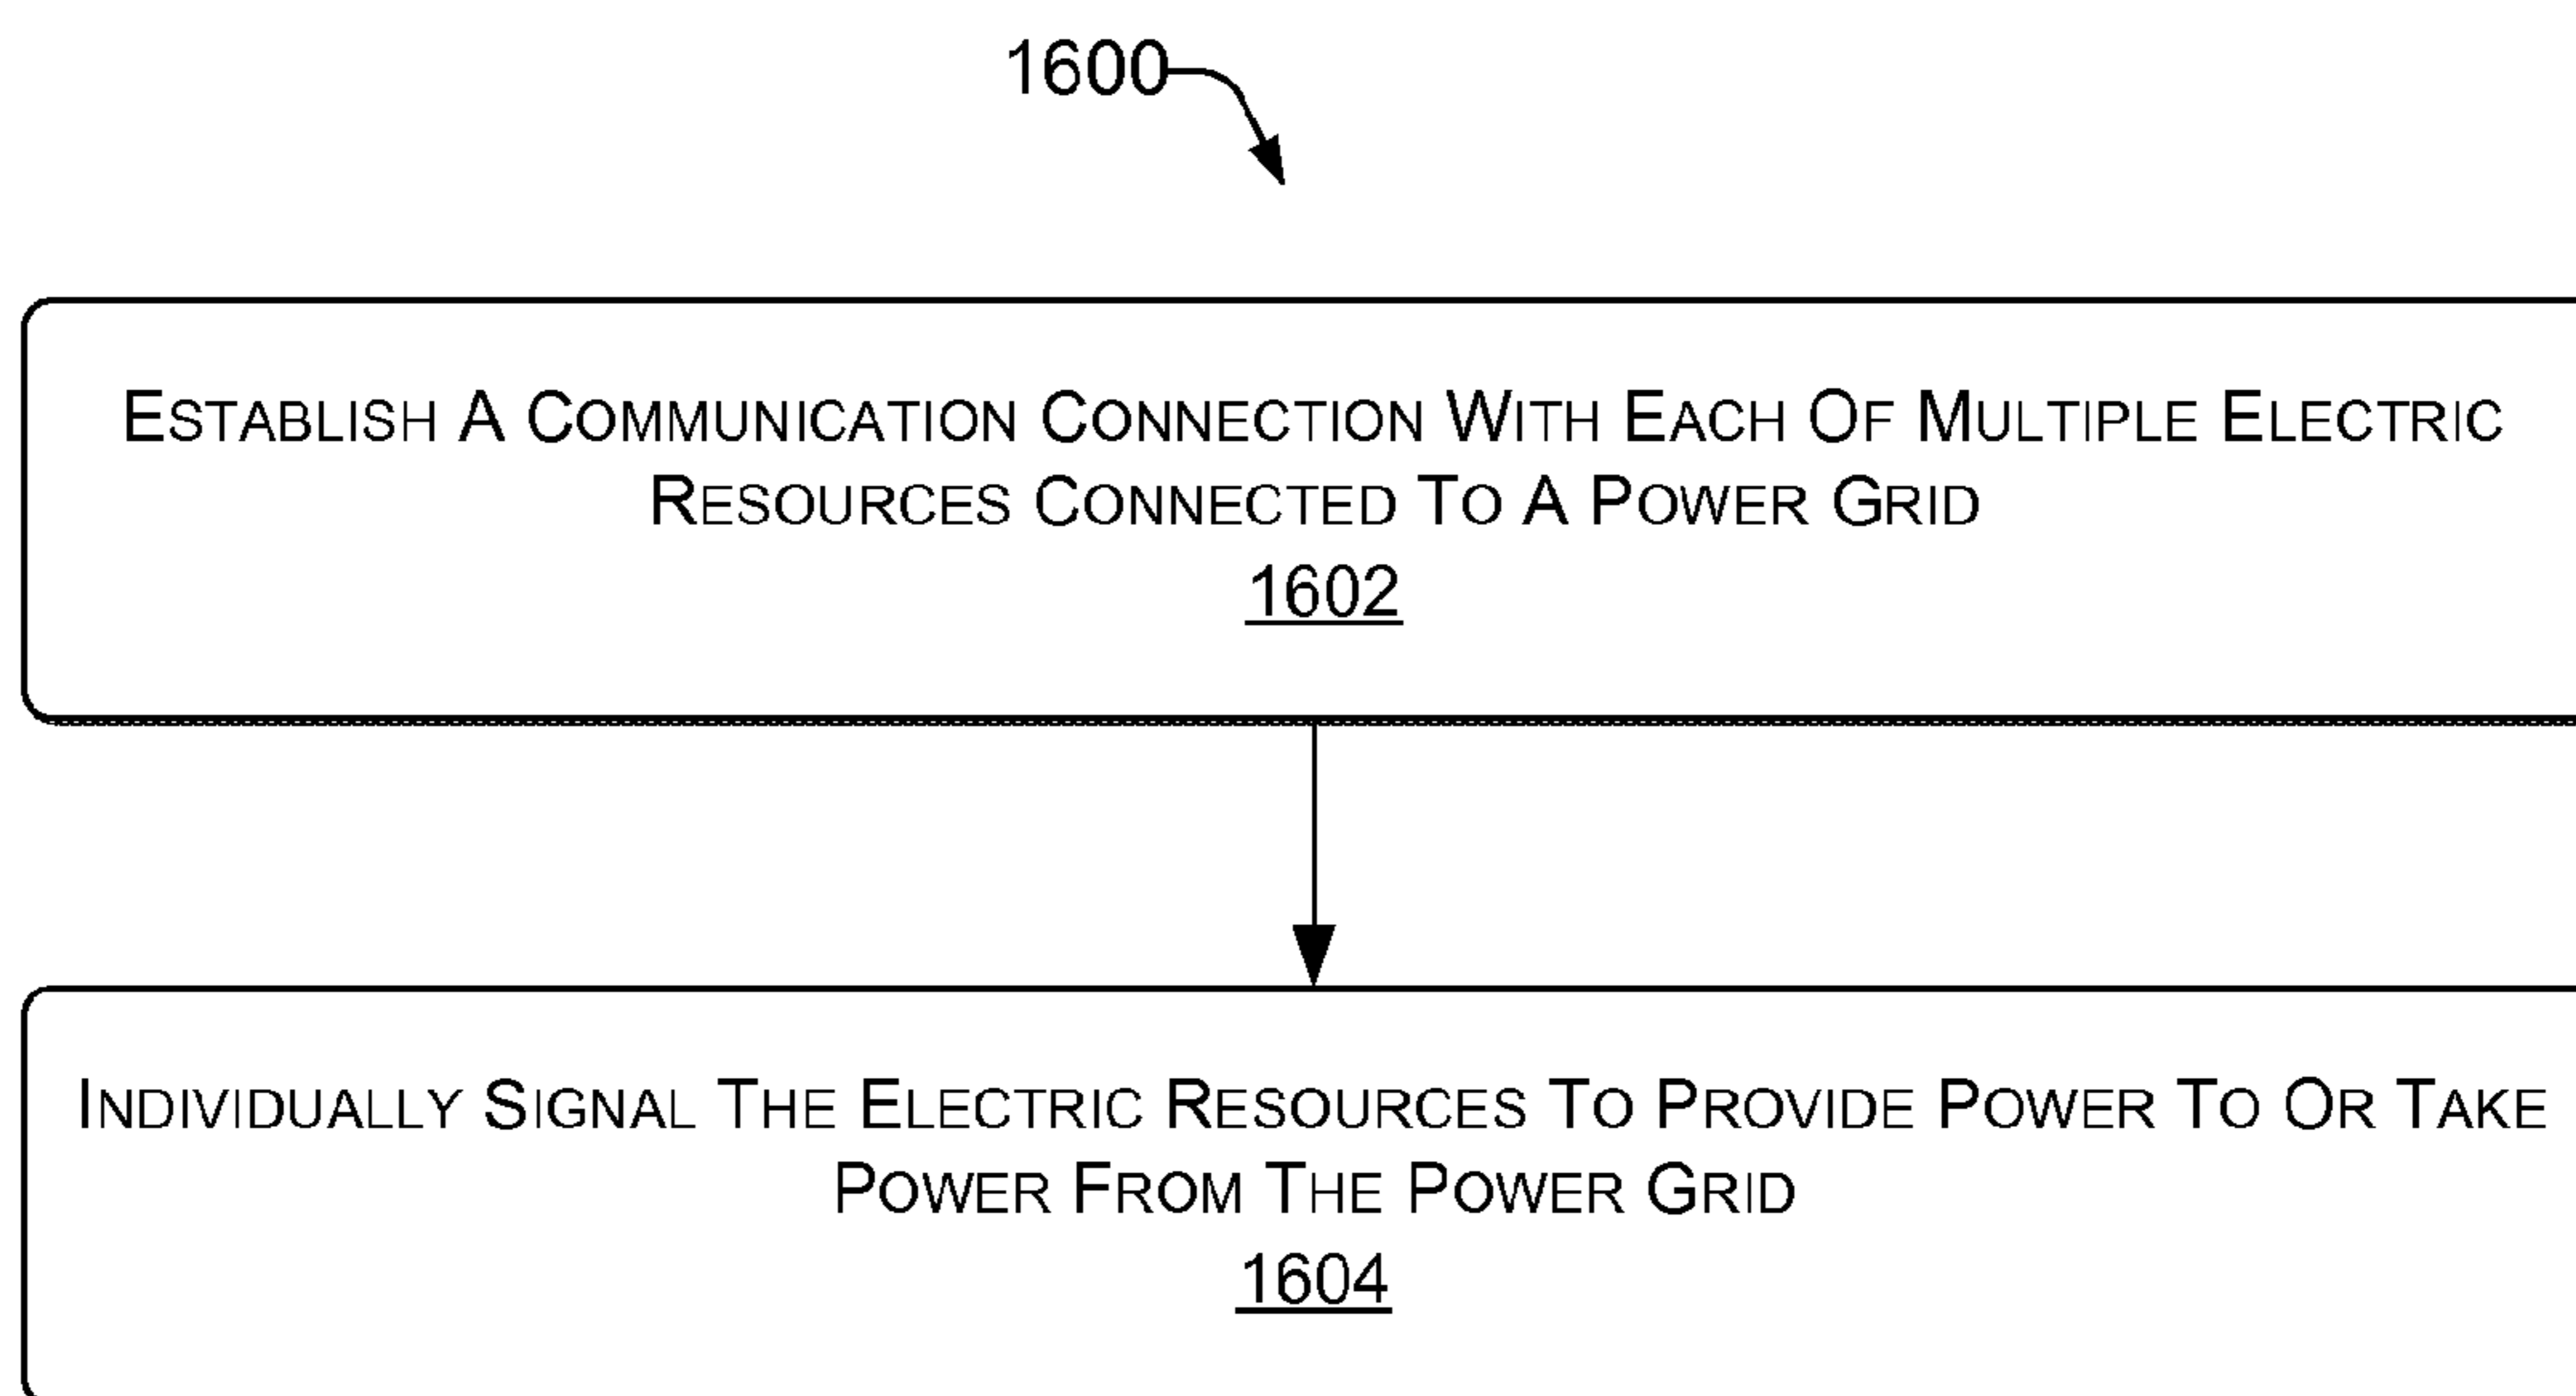 1600
Establish A Communication Connection With Each Of Multiple Electric
Resources Connected To A Power Grid
1602
Individually Signal The Electric Resources To Provide Power To Or Take
Power From The Power Grid
1604